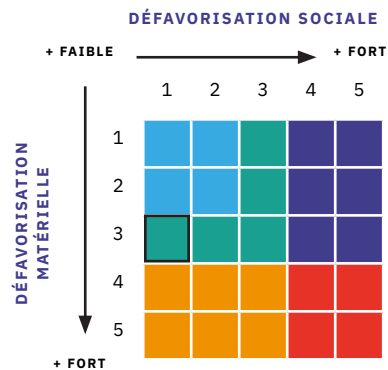 DÉFAVORISATION SOCIALE
+ FAIBLE
+ FORT
1 2 3 4 5
DÉFAVORISATION
MATÉRIELLE
1
2
3
4
5
+ FORT